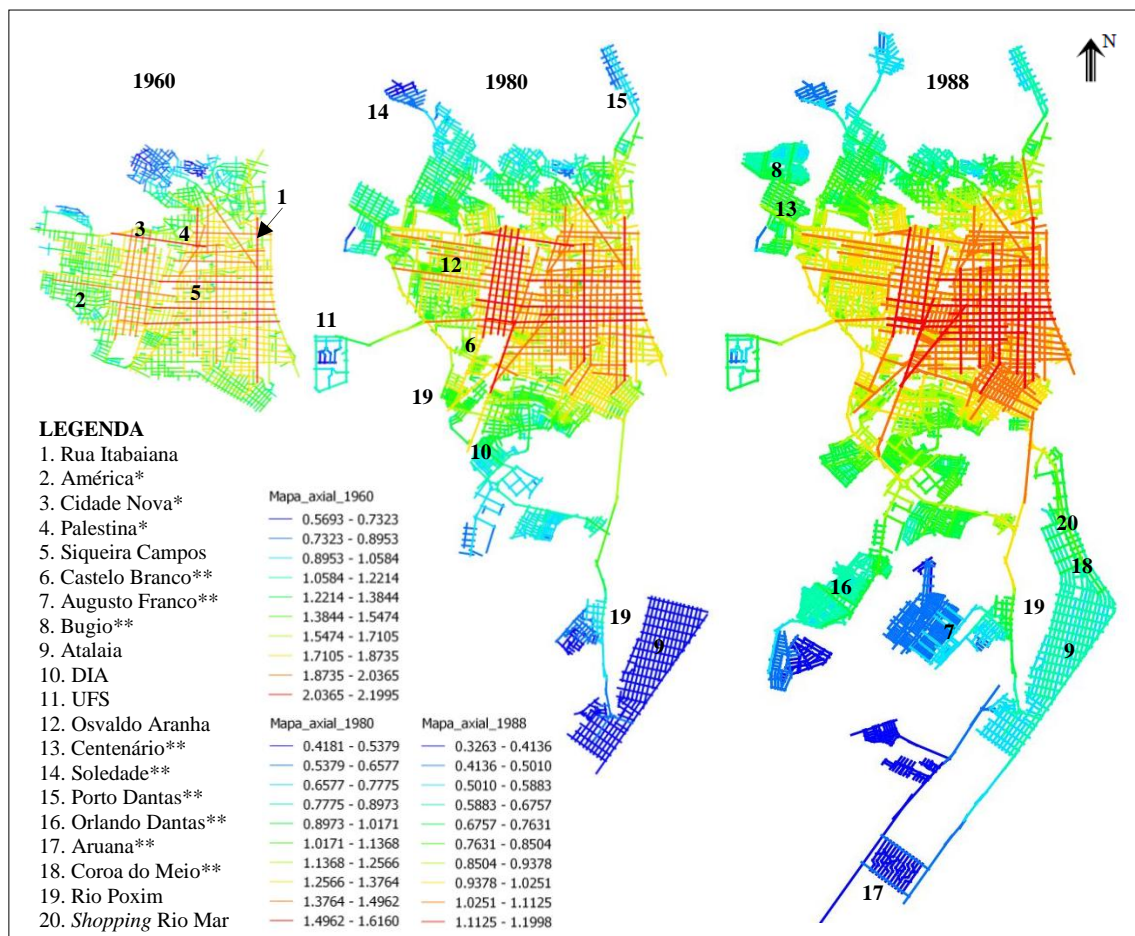 N
1960
1980
1988
14
15
8
13
1
3
4
12
5
2
11
6
19
10
20
18
16
7
19
19
9
9
17
LEGENDA
1. Rua Itabaiana
2. América*
3. Cidade Nova*
4. Palestina*
5. Siqueira Campos
6. Castelo Branco**
7. Augusto Franco**
8. Bugio**
9. Atalaia
10. DIA
11. UFS
12. Osvaldo Aranha
13. Centenário**
14. Soledade**
15. Porto Dantas**
16. Orlando Dantas**
17. Aruana**
18. Coroa do Meio**
19. Rio Poxim
20. Shopping Rio Mar
Mapa_axial_1960
0.5693 - 0.7323
0.7323 - 0.8953
0.8953 - 1.0584
1.0584 - 1.2214
1.2214 - 1.3844
1.3844 - 1.5474
1.5474 - 1.7105
1.7105 - 1.8735
1.8735 - 2.0365
2.0365 - 2.1995
Mapa_axial_1980
0.4181 - 0.5379
0.5379 - 0.6577
0.6577 - 0.7775
0.7775 - 0.8973
0.8973 - 1.0171
1.0171 - 1.1368
1.1368 - 1.2566
1.2566 - 1.3764
1.3764 - 1.4962
1.4962 - 1.6160
Mapa_axial_1988
0.3263 - 0.4136
0.4136 - 0.5010
0.5010 - 0.5883
0.5883 - 0.6757
0.6757 - 0.7631
0.7631 - 0.8504
0.8504 - 0.9378
0.9378 - 1.0251
1.0251 - 1.1125
1.1125 - 1.1998